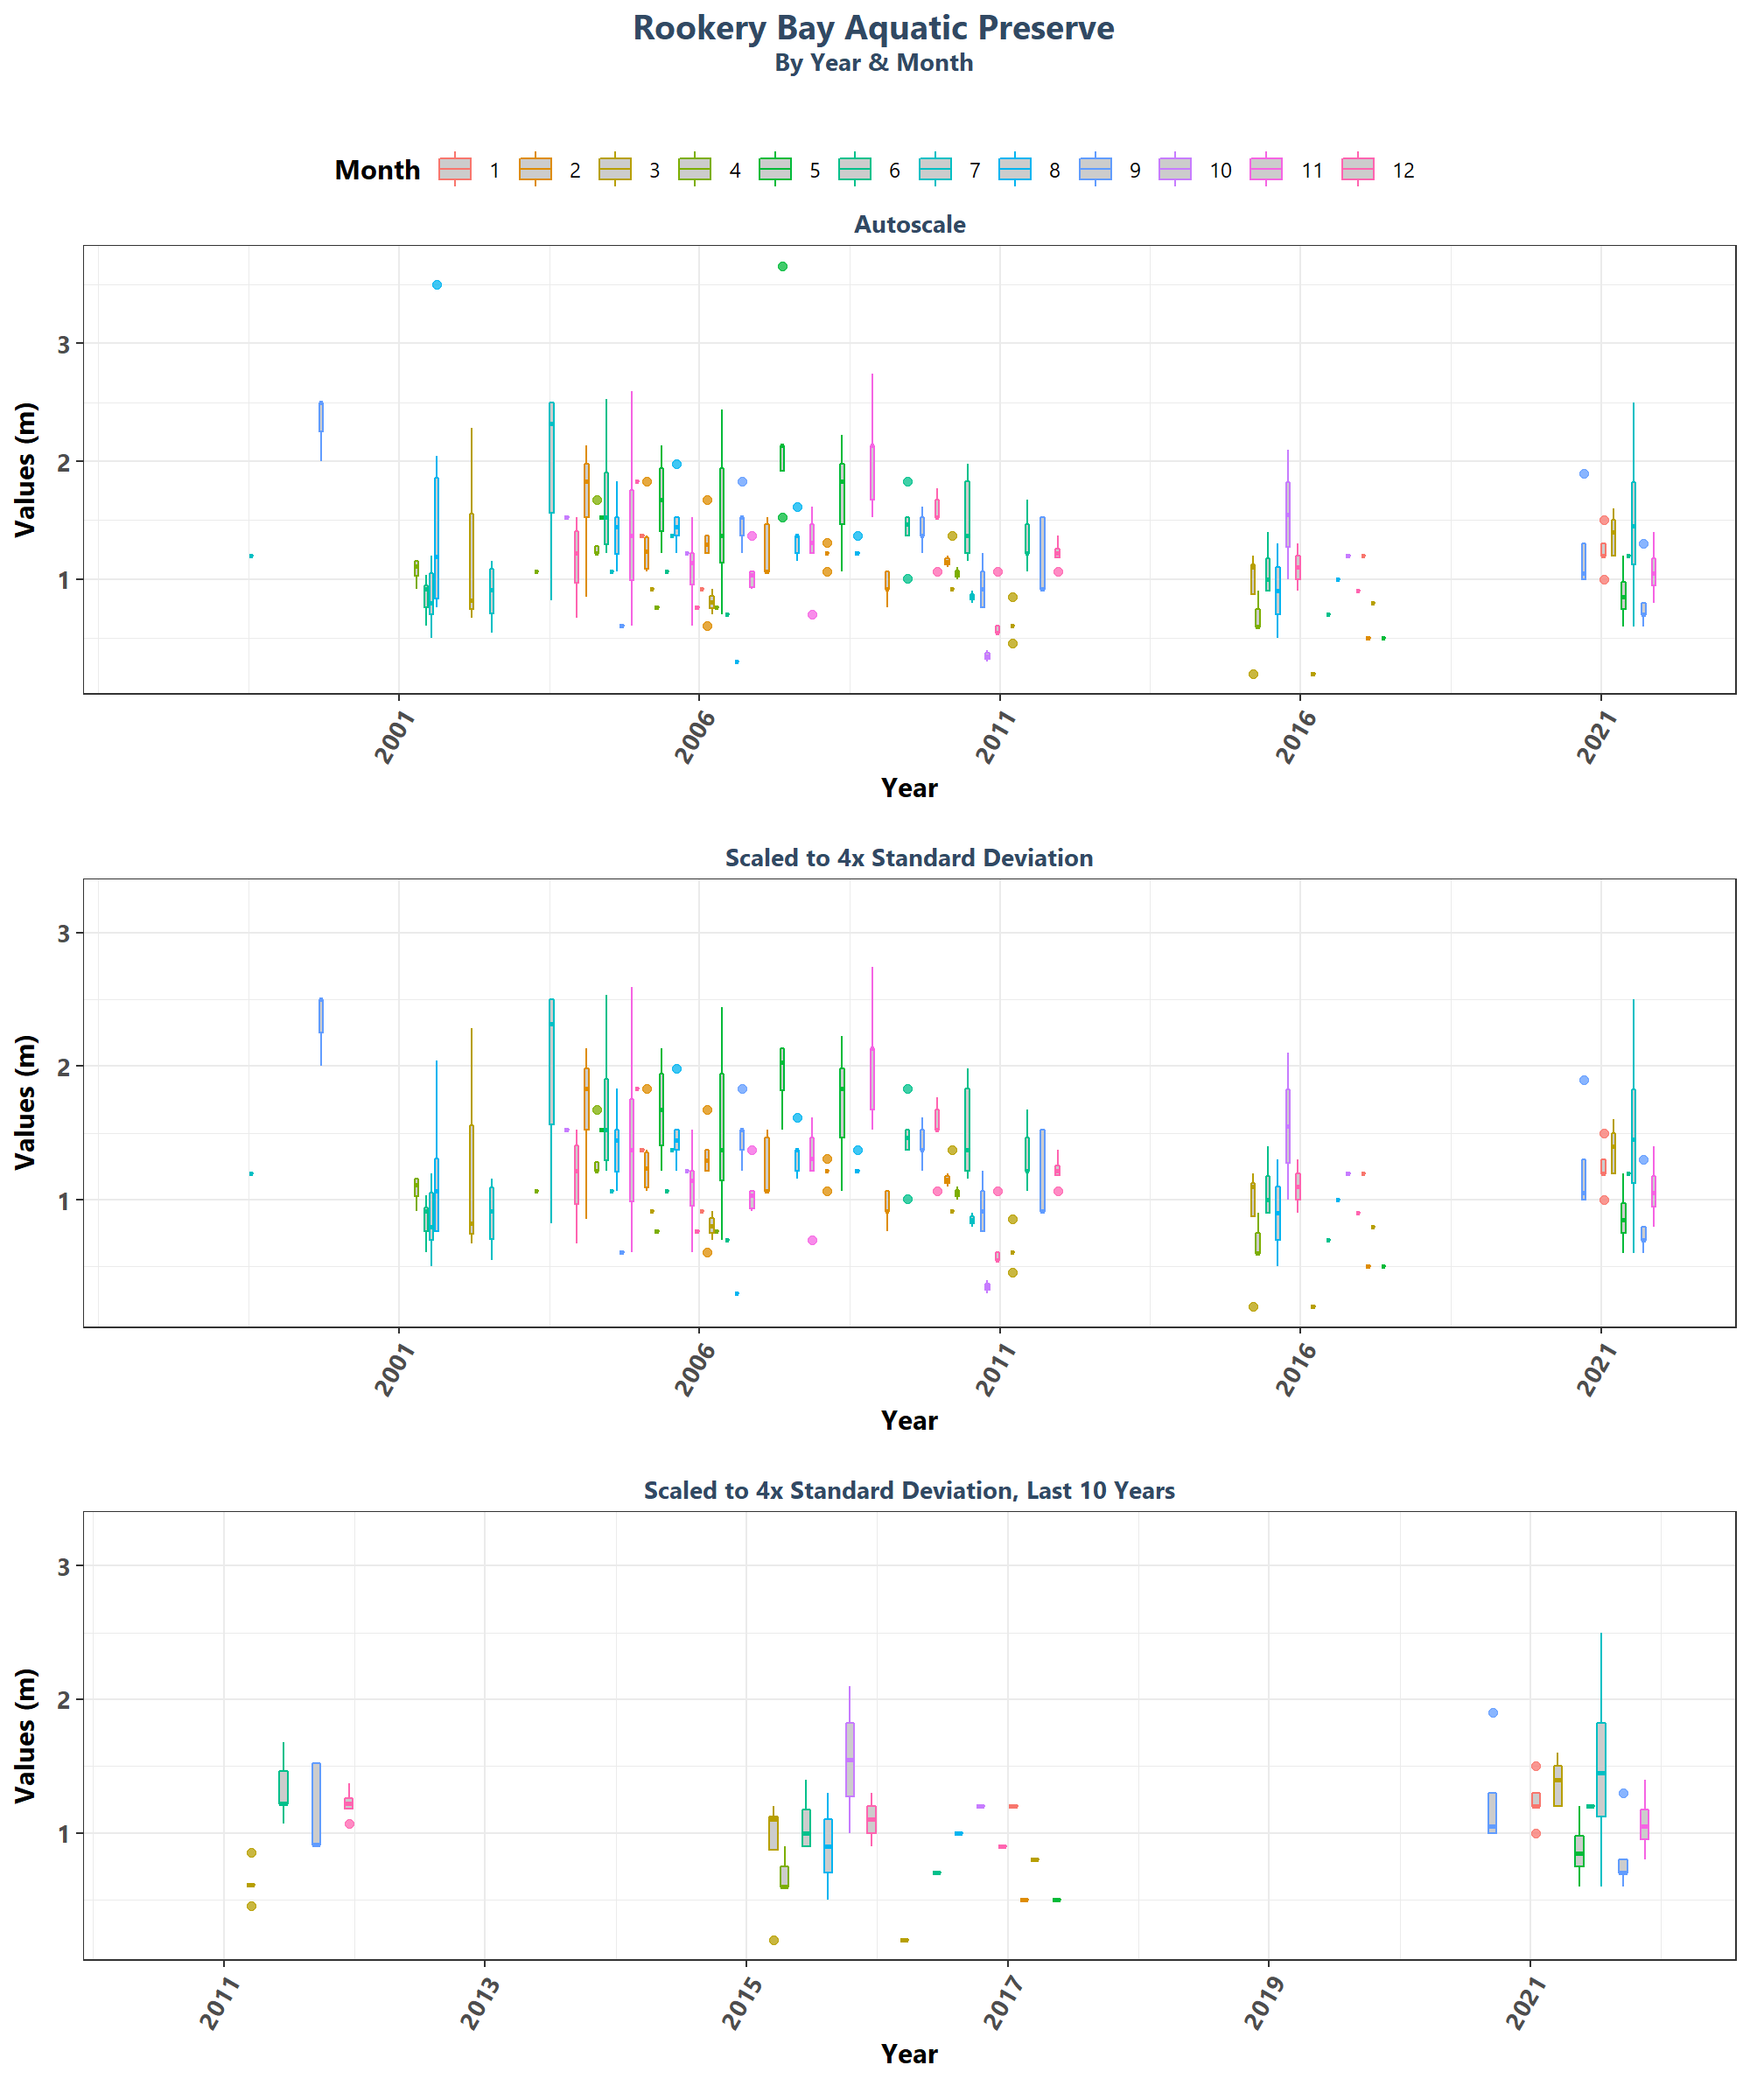 Rookery Bay Aquatic Preserve
By Year & Month
Month 1 2 3 4 5 6 7 8 9 10 11 12
Autoscale
Values (m)
3
2
1
2001 2006 2011 2016 2021
Year
Scaled to 4x Standard Deviation
Values (m)
3
2
1
2001 2006 2011 2016 2021
Year
Scaled to 4x Standard Deviation, Last 10 Years
Values (m)
3
2
1
2011 2013 2015 2017 2019 2021
Year